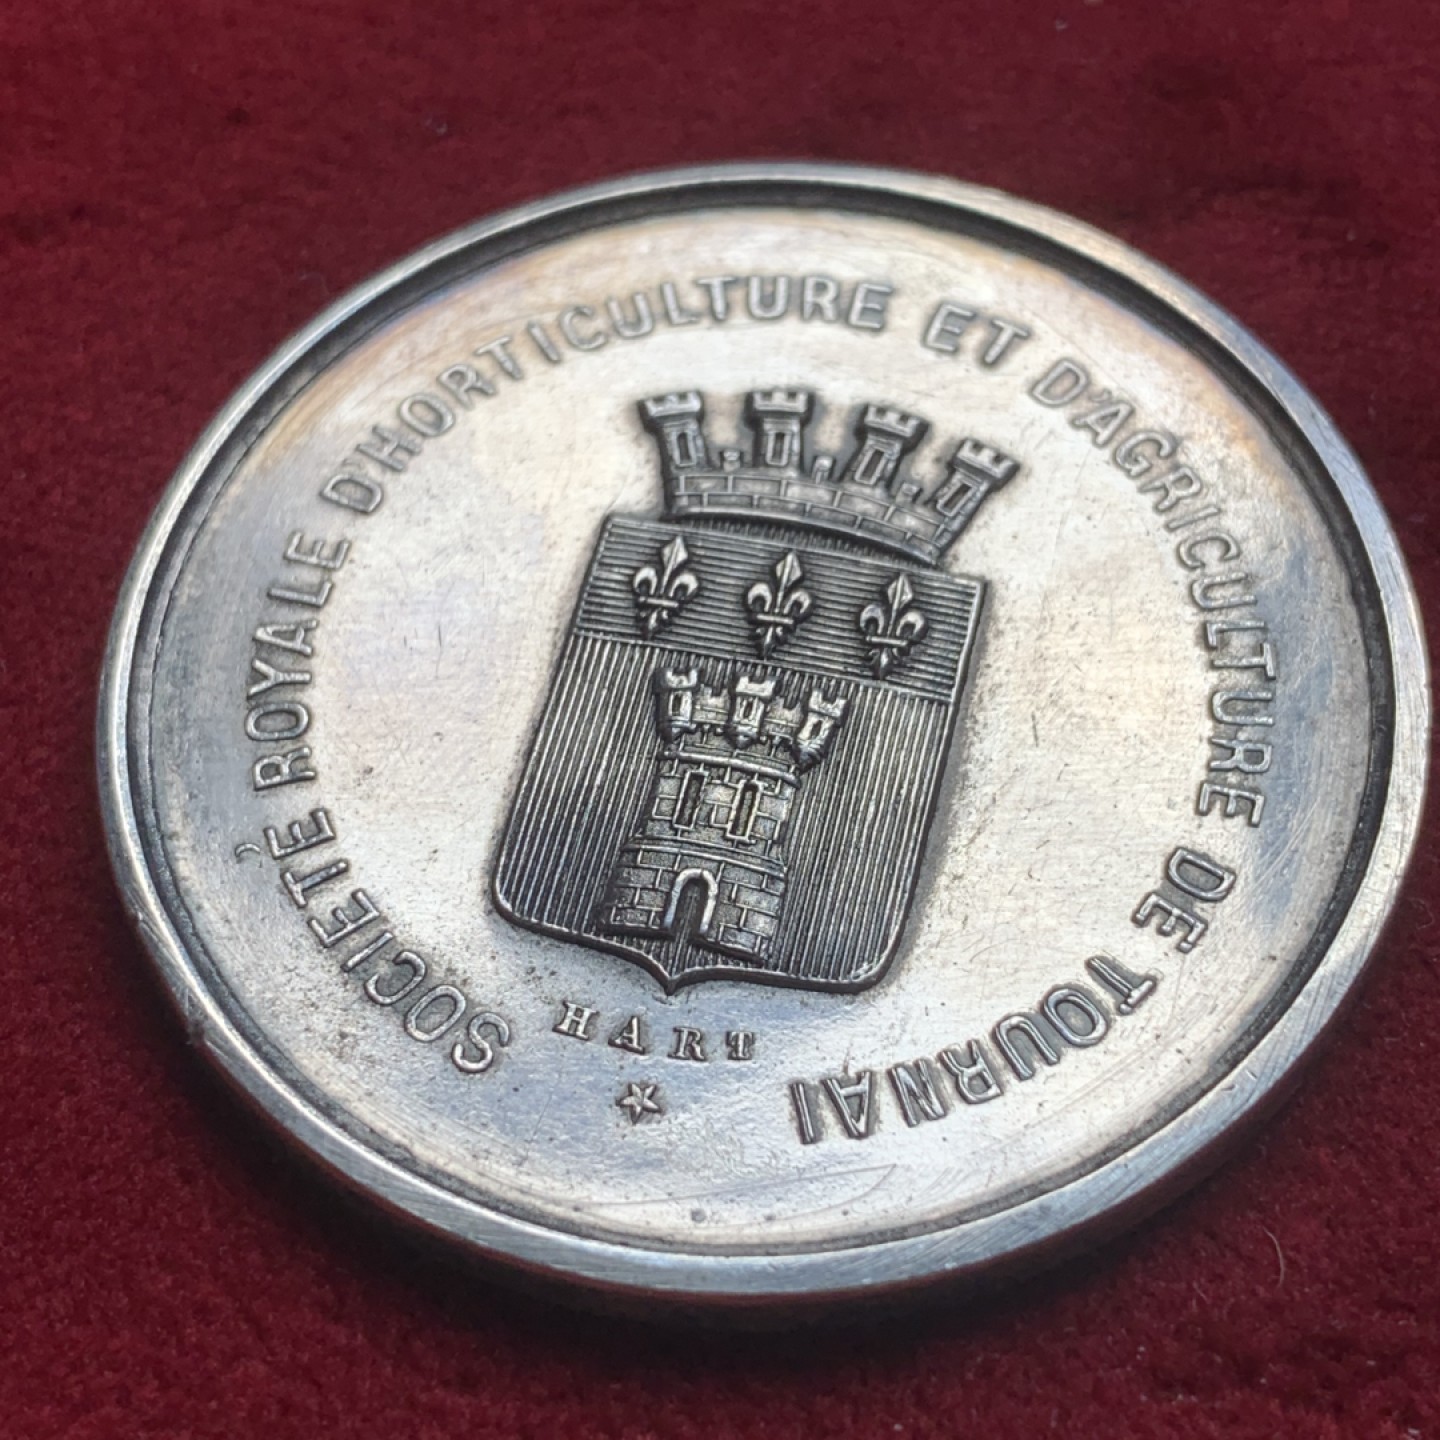 SOCIÉTÉ ROYALE D'HORTICULTURE ET D'AGRICULTURE DE TOURNAI
HART